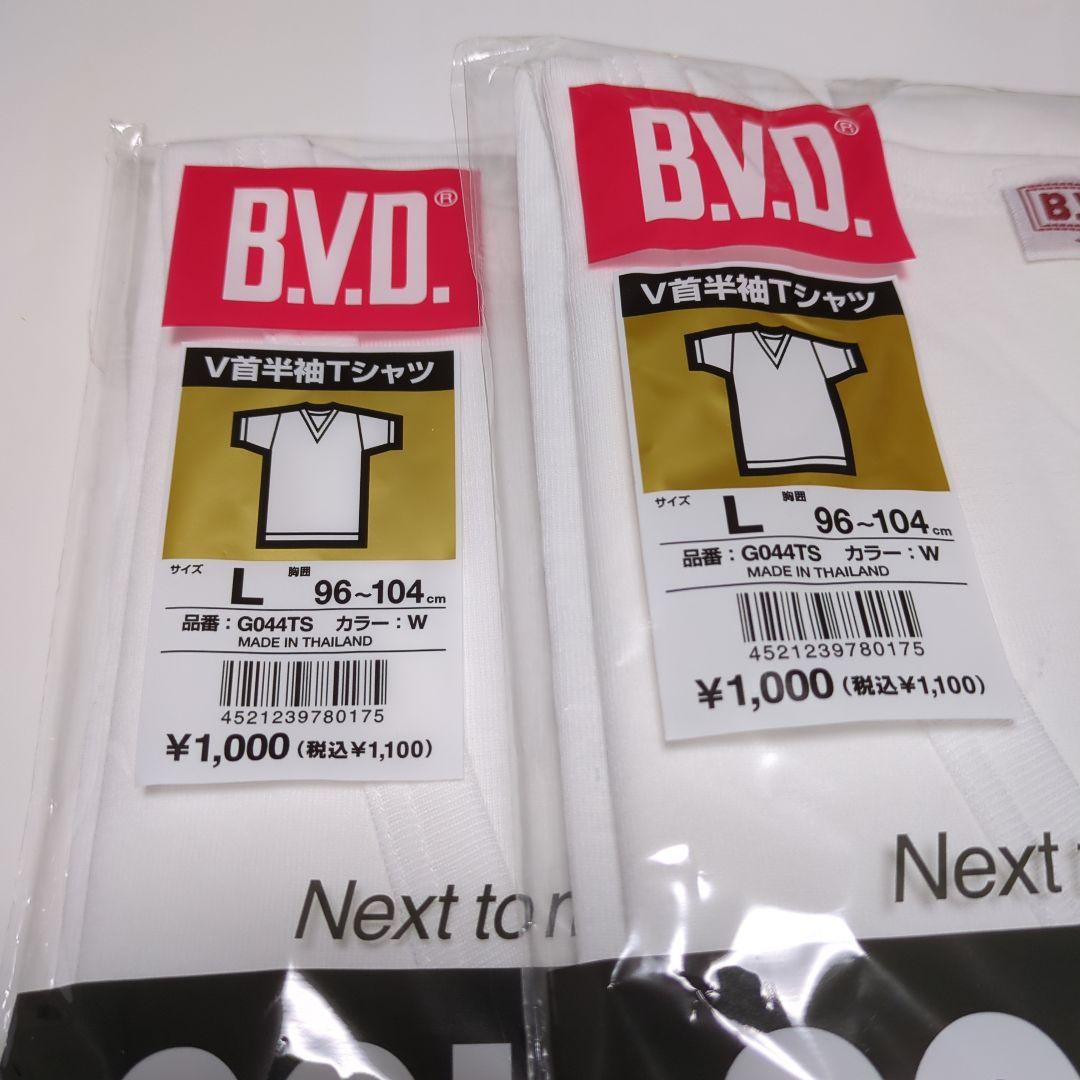 B.V.D.®
V首半袖Tシャツ
サイズ L 胸囲 96~104cm
品番:G044TS カラー:W
MADE IN THAILAND
4521239780175
¥1,000(税込¥1,100)
Next to
B.V.D.®
V首半袖Tシャツ
サイズ L 胸囲 96~104cm
品番:G044TS カラー:W
MADE IN THAILAND
4521239780175
¥1,000(税込¥1,100)
Next
B.